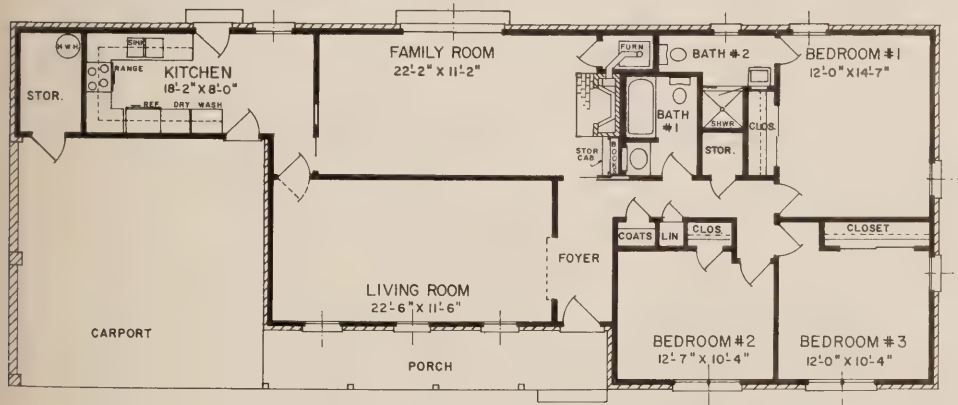 H.W.H.
SINK
RANGE
KITCHEN
18'-2" X 8'-0"
STOR.
REF.
DRY
WASH
FAMILY ROOM
22'-2" X 11'-2"
FURN
BATH #2
BEDROOM #1
12'-0" X 14'-7"
BATH
#1
SHWR
CLOS.
STOR.
STOR
CAB.
BOOKS
COATS
LIN
CLOS.
CLOSET
FOYER
LIVING ROOM
22'-6" X 11'-6"
CARPORT
PORCH
BEDROOM #2
12'-7" X 10'-4"
BEDROOM #3
12'-0" X 10'-4"